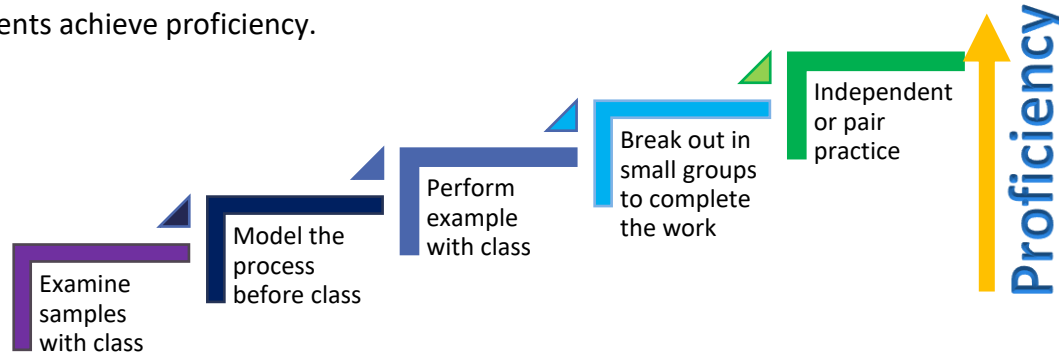 ents achieve proficiency.
Examine
samples
with class
Model the
process
before class
Perform
example
with class
Break out in
small groups
to complete
the work
Independent
or pair
practice
Proficiency